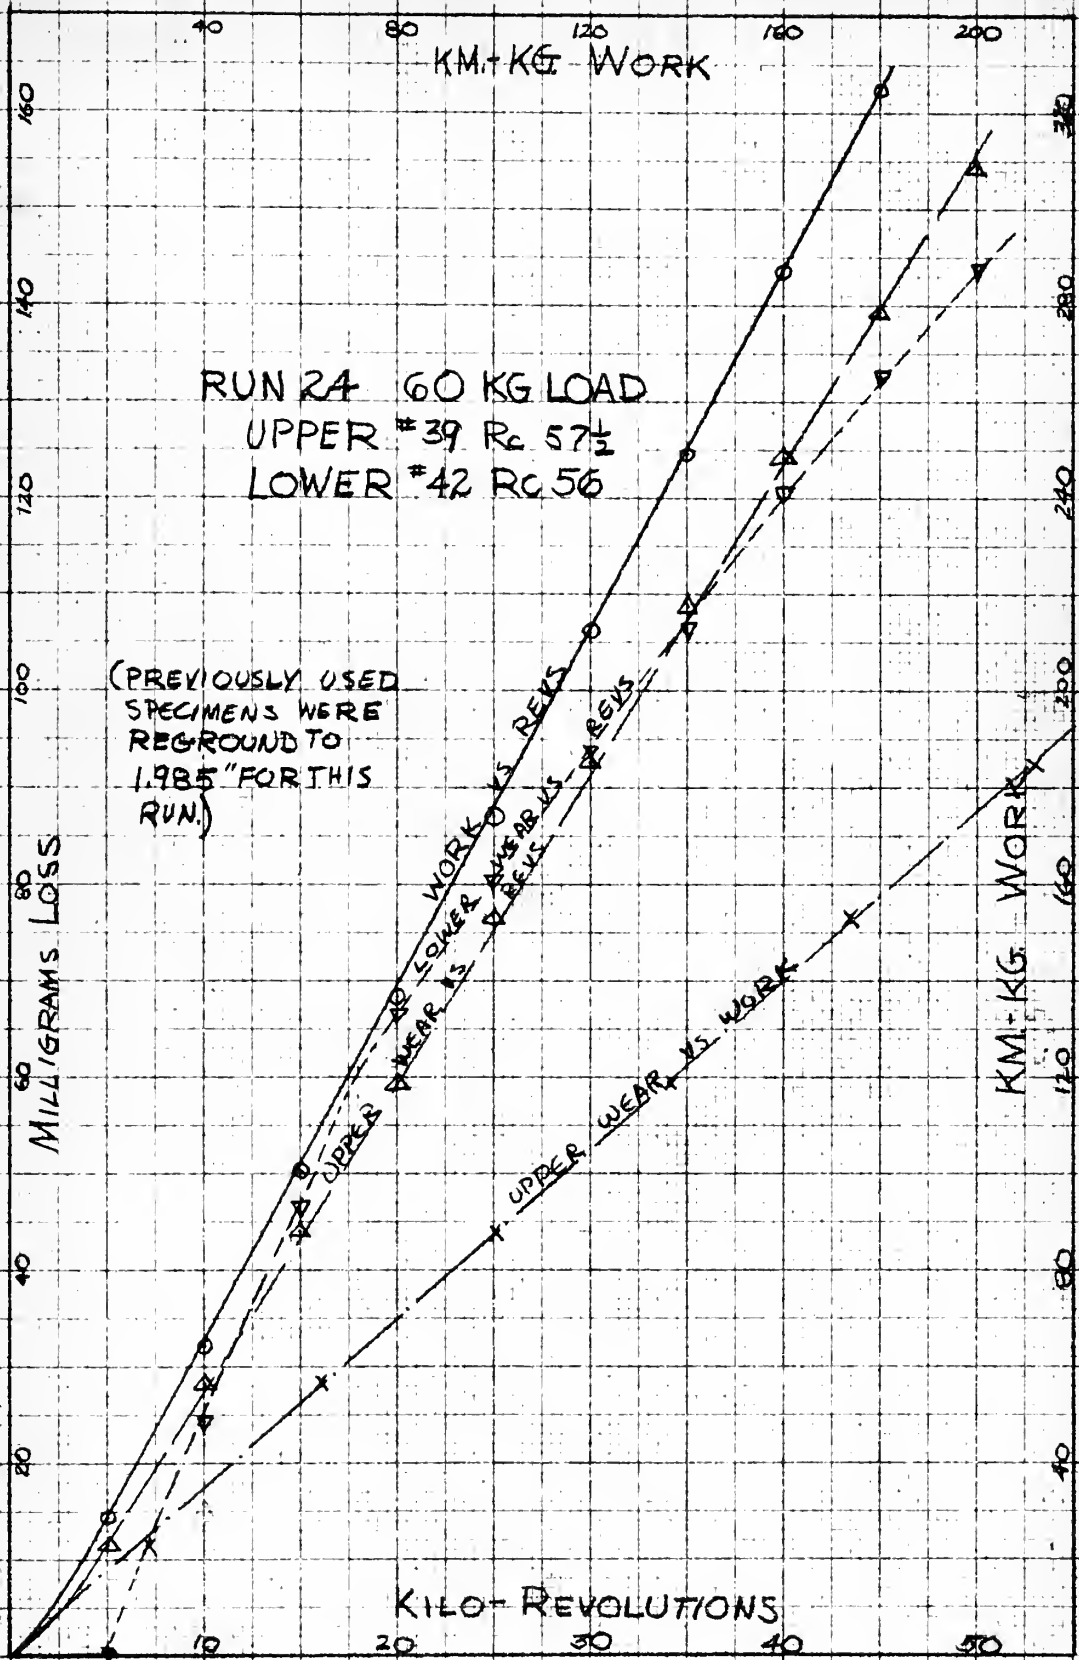 40 80 120 160 200
KM.-KG WORK
160
320
140
280
RUN 24 60 KG LOAD
UPPER #39 Rc 57½
LOWER #42 Rc 56
120
240
100
200
(PREVIOUSLY USED
SPECIMENS WERE
REGROUND TO
1.985" FOR THIS
RUN.)
WORK VS REVS
LOWER WEAR VS REVS
UPPER WEAR VS REVS
UPPER WEAR VS WORK
MILLIGRAMS LOSS
KM.-KG. WORK
80
160
60
120
40
80
20
40
KILO-REVOLUTIONS
10 20 30 40 50